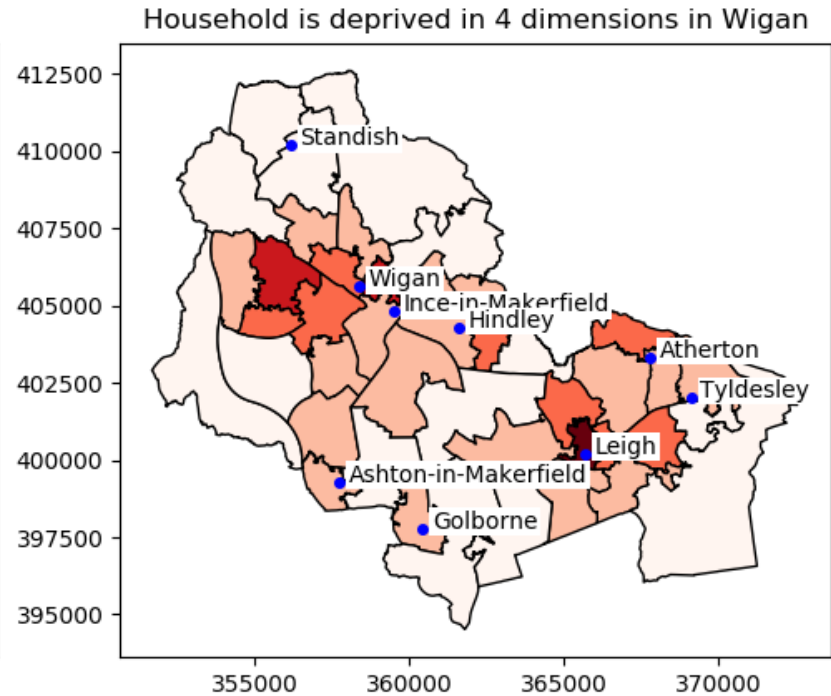 Household is deprived in 4 dimensions in Wigan
412500
410000
407500
405000
402500
400000
397500
395000
Standish
Wigan
Ince-in-Makerfield
Hindley
Atherton
Tyldesley
Leigh
Ashton-in-Makerfield
Golborne
355000
360000
365000
370000